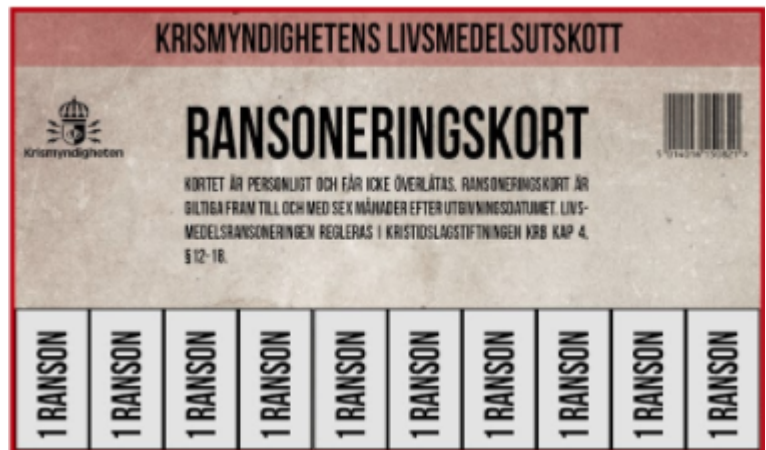 KRISMYNDIGHETENS LIVSMEDELSUTSKOTT
Krismyndigheten
RANSONERINGSKORT
KORTET ÄR PERSONLIGT OCH FÅR ICKE ÖVERLÅTAS. RANSONERINGSKORT ÄR
GILTIGA FRAM TILL OCH MED SEX MÅNADER EFTER UTGIVNINGSDATUMET. LIVS-
MEDELSRANSONERINGEN REGLERAS I KRISTIDSLAGSTIFTNINGEN KRB KAP 4,
§ 12- 18.
1 RANSON
1 RANSON
1 RANSON
1 RANSON
1 RANSON
1 RANSON
1 RANSON
1 RANSON
1 RANSON
1 RANSON